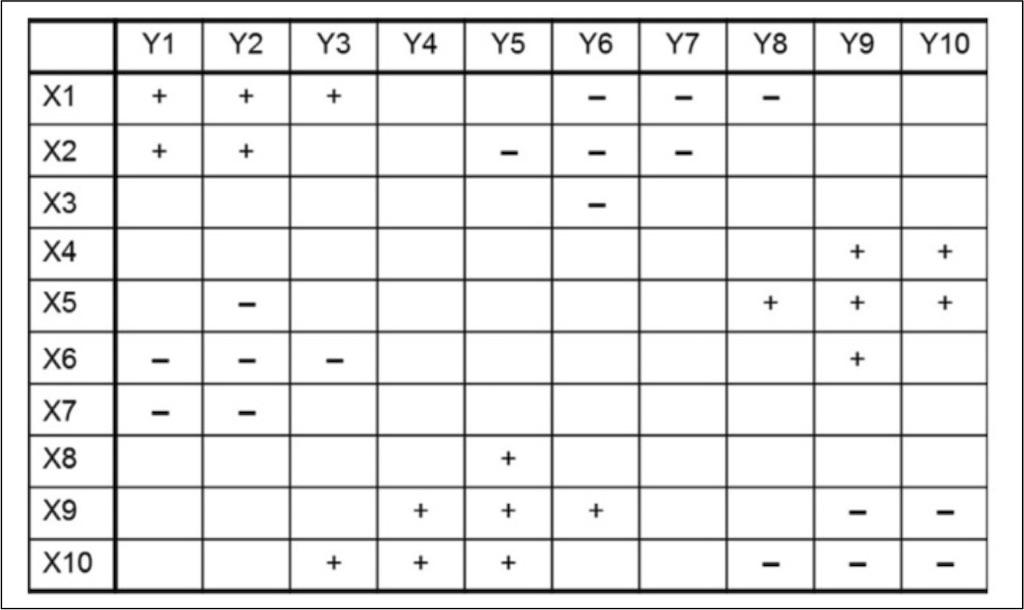 Y1 Y2 Y3 Y4 Y5 Y6 Y7 Y8 Y9 Y10
X1 + + + − − −
X2 + + − − −
X3 −
X4 + +
X5 − + + +
X6 − − − +
X7 − −
X8 +
X9 + + + − −
X10 + + + − − −